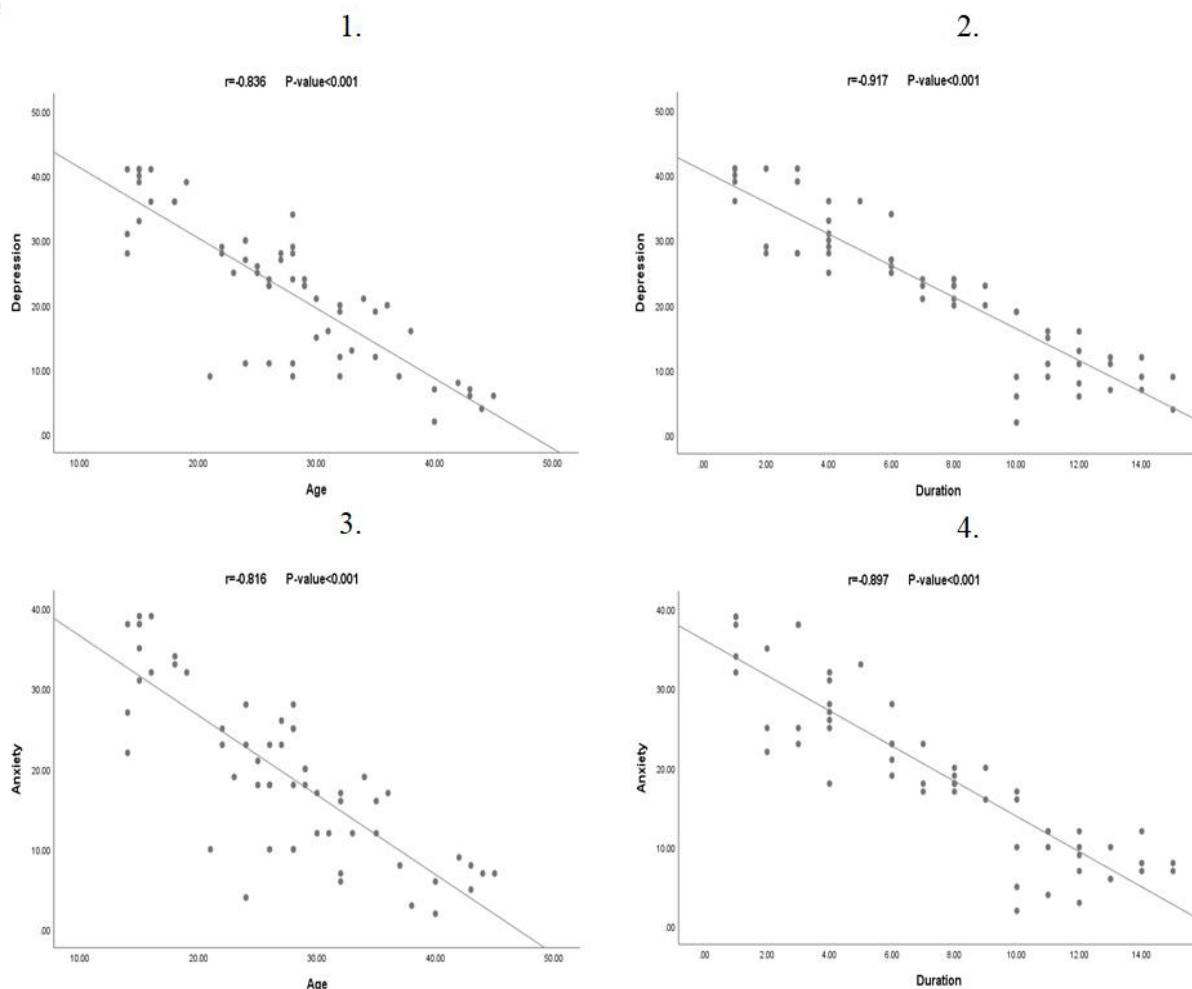 1.
r=-0.836 P-value<0.001
50.00
40.00
30.00
20.00
10.00
.00
Depression
10.00 20.00 30.00 40.00 50.00
Age
2.
r=-0.917 P-value<0.001
50.00
40.00
30.00
20.00
10.00
.00
Depression
.00 2.00 4.00 6.00 8.00 10.00 12.00 14.00
Duration
3.
r=-0.816 P-value<0.001
40.00
30.00
20.00
10.00
.00
Anxiety
10.00 20.00 30.00 40.00 50.00
Age
4.
r=-0.897 P-value<0.001
40.00
30.00
20.00
10.00
.00
Anxiety
.00 2.00 4.00 6.00 8.00 10.00 12.00 14.00
Duration